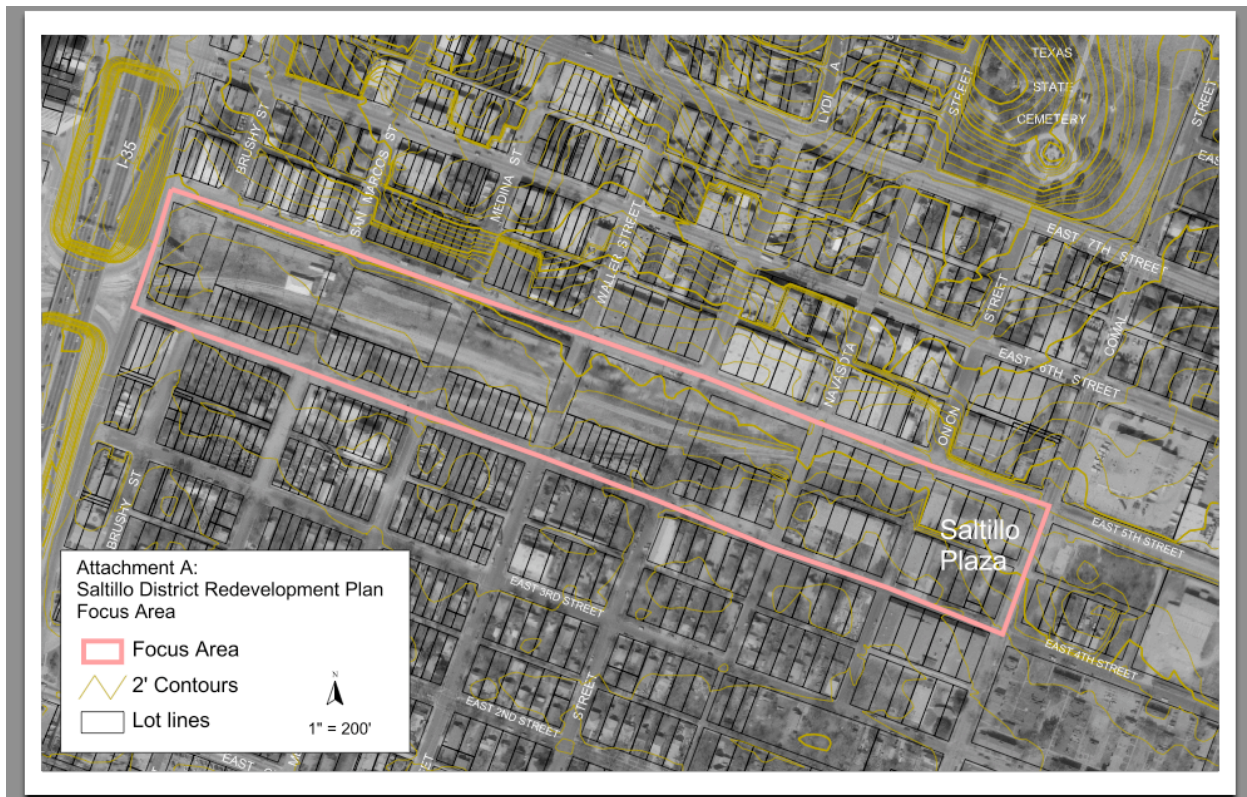 TEXAS
STATE
CEMETERY
LYDIA
STREET
STREET
I-35
BRUSHY ST
SAN MARCOS ST
MEDINA ST
WALLER STREET
EAST 7TH STREET
STREET
COMAL
NAVASOTA
EAST 6TH STREET
ONION
BRUSHY ST
Saltillo
Plaza
EAST 5TH STREET
EAST 3RD STREET
EAST 4TH STREET
EAST 2ND STREET
STREET
Attachment A:
Saltillo District Redevelopment Plan
Focus Area
Focus Area
2' Contours
Lot lines
N
1" = 200'